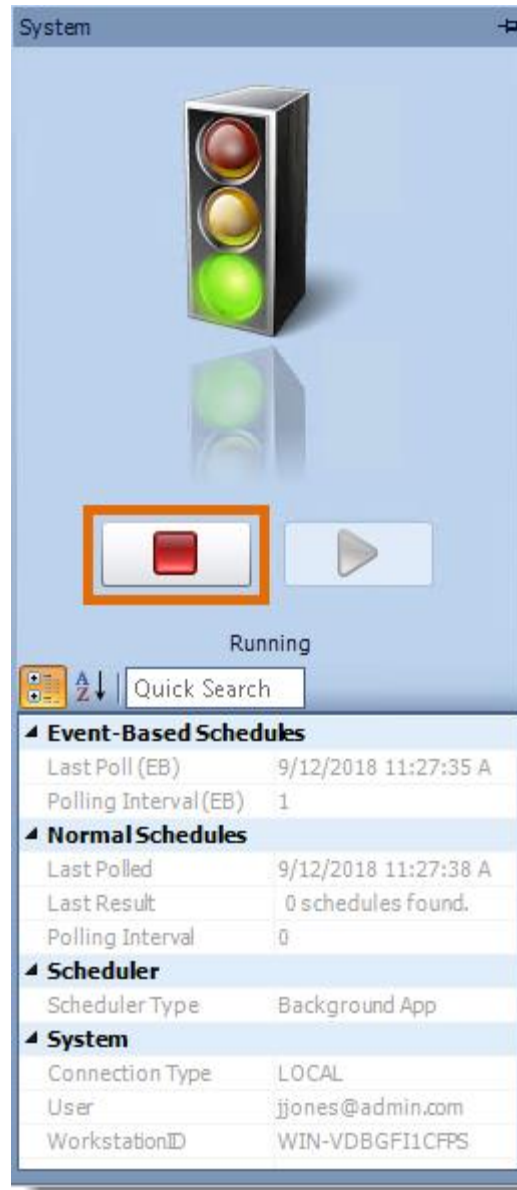 System
Running
A Z Quick Search
Event-Based Schedules
Last Poll (EB) 9/12/2018 11:27:35 A
Polling Interval (EB) 1
Normal Schedules
Last Polled 9/12/2018 11:27:38 A
Last Result 0 schedules found.
Polling Interval 0
Scheduler
Scheduler Type Background App
System
Connection Type LOCAL
User jjones@admin.com
WorkstationID WIN-VDBGFI1CFPS